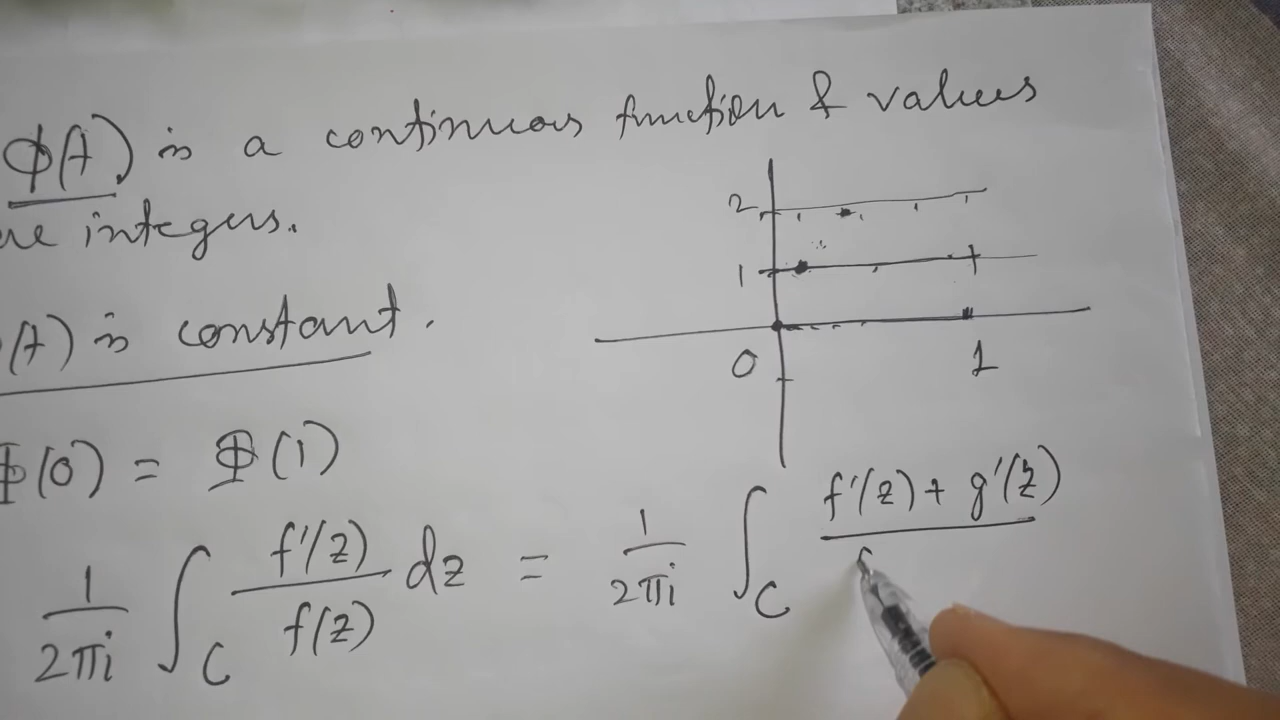 Φ(t) is a continuous function & values
are integers.
2
1
0 1
(t) is constant.
Φ(0) = Φ(1)
1/2πi ∫_C f'(z)/f(z) dz = 1/2πi ∫_C f'(z) + g'(z)